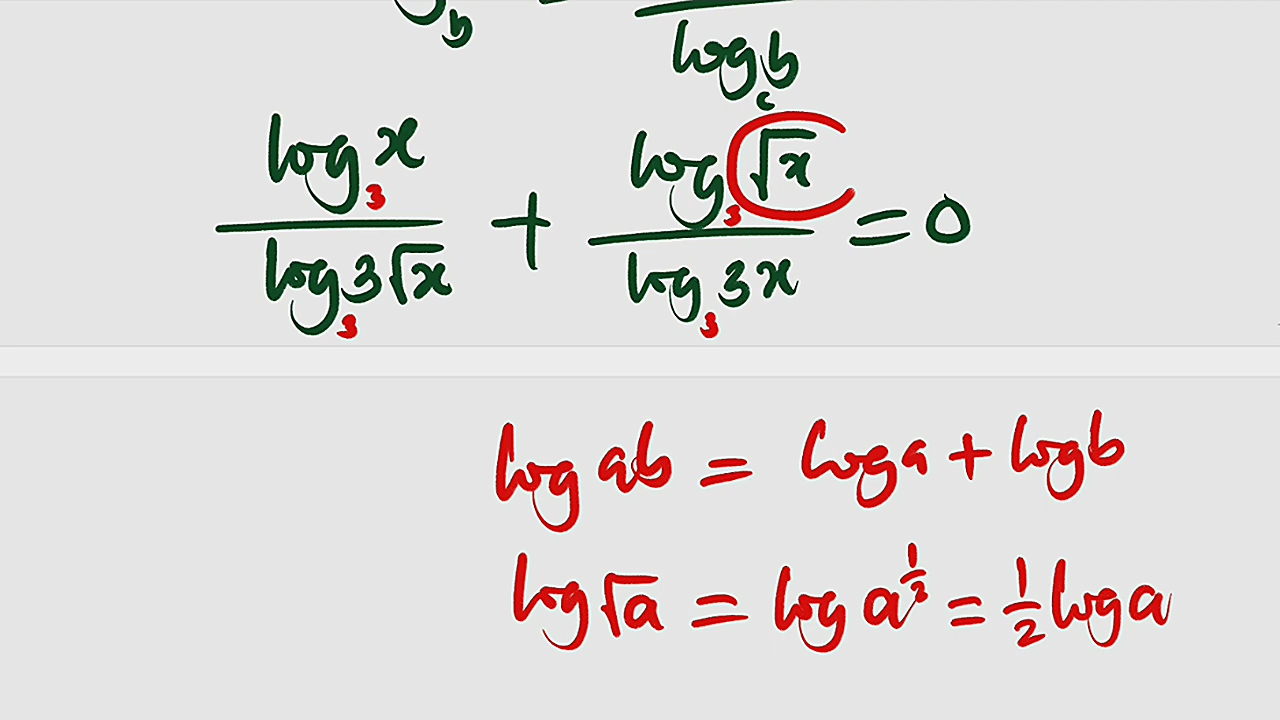 b
log_c b
log_3 x / log_3 3√x + log_3 √x / log_3 3x = 0
log ab = log a + log b
log √a = log a^{1/2} = 1/2 log a